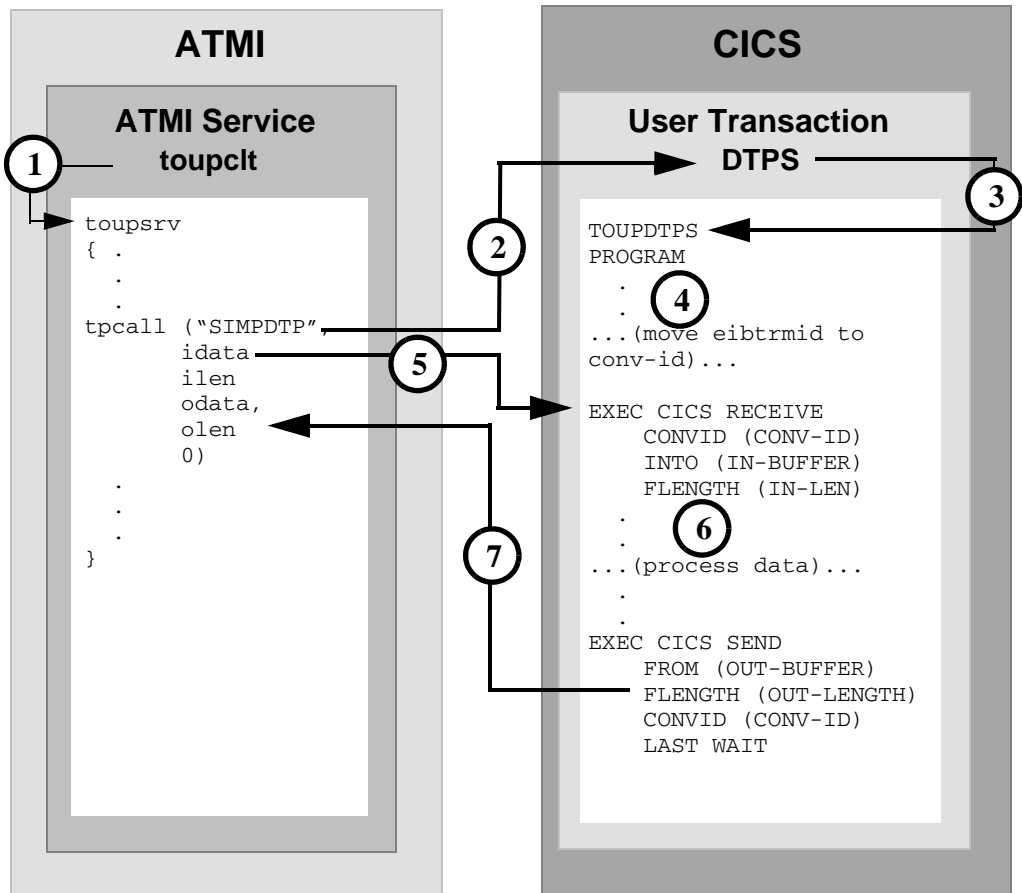 ATMI
ATMI Service
toupclt
1
toupsrv
{ .
.
.
tpcall (“SIMPDTP”,
idata
ilen
odata,
olen
0)
.
.
.
}
2
5
7
CICS
User Transaction
DTPS
3
TOUPDTPS
PROGRAM
.
.
4
...(move eibtrmid to
conv-id)...
EXEC CICS RECEIVE
CONVID (CONV-ID)
INTO (IN-BUFFER)
FLENGTH (IN-LEN)
.
.
6
...(process data)...
.
.
EXEC CICS SEND
FROM (OUT-BUFFER)
FLENGTH (OUT-LENGTH)
CONVID (CONV-ID)
LAST WAIT